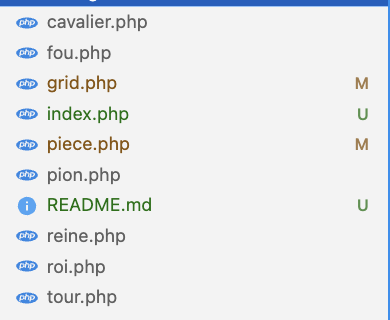 php cavalier.php
php fou.php
php grid.php M
php index.php U
php piece.php M
php pion.php
i README.md U
php reine.php
php roi.php
php tour.php